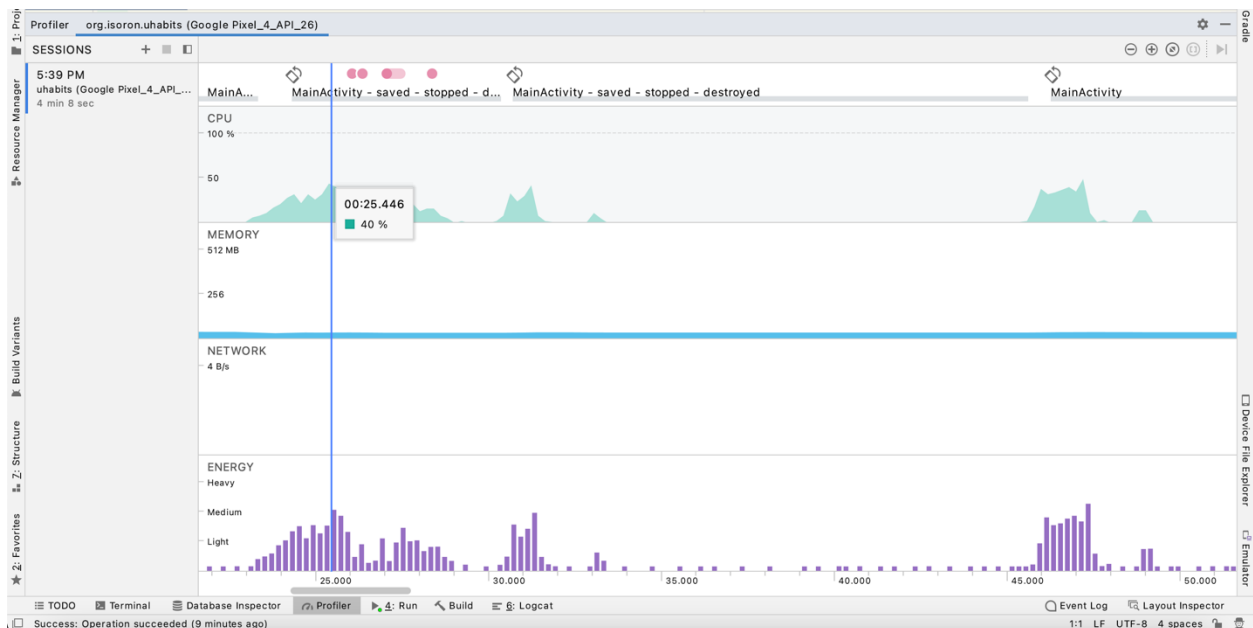 Profiler org.isoron.uhabits (Google Pixel_4_API_26)
SESSIONS
5:39 PM
uhabits (Google Pixel_4_API_...
4 min 8 sec
MainA...
MainActivity - saved - stopped - d...
MainActivity - saved - stopped - destroyed
MainActivity
CPU
100 %
50
00:25.446
40 %
MEMORY
512 MB
256
NETWORK
4 B/s
ENERGY
Heavy
Medium
Light
25.000 30.000 35.000 40.000 45.000 50.000
1: Proj
Resource Manager
Build Variants
Z: Structure
2: Favorites
Gradle
Device File Explorer
Emulator
TODO Terminal Database Inspector Profiler 4: Run Build 6: Logcat Event Log Layout Inspector
Success: Operation succeeded (9 minutes ago) 1:1 LF UTF-8 4 spaces